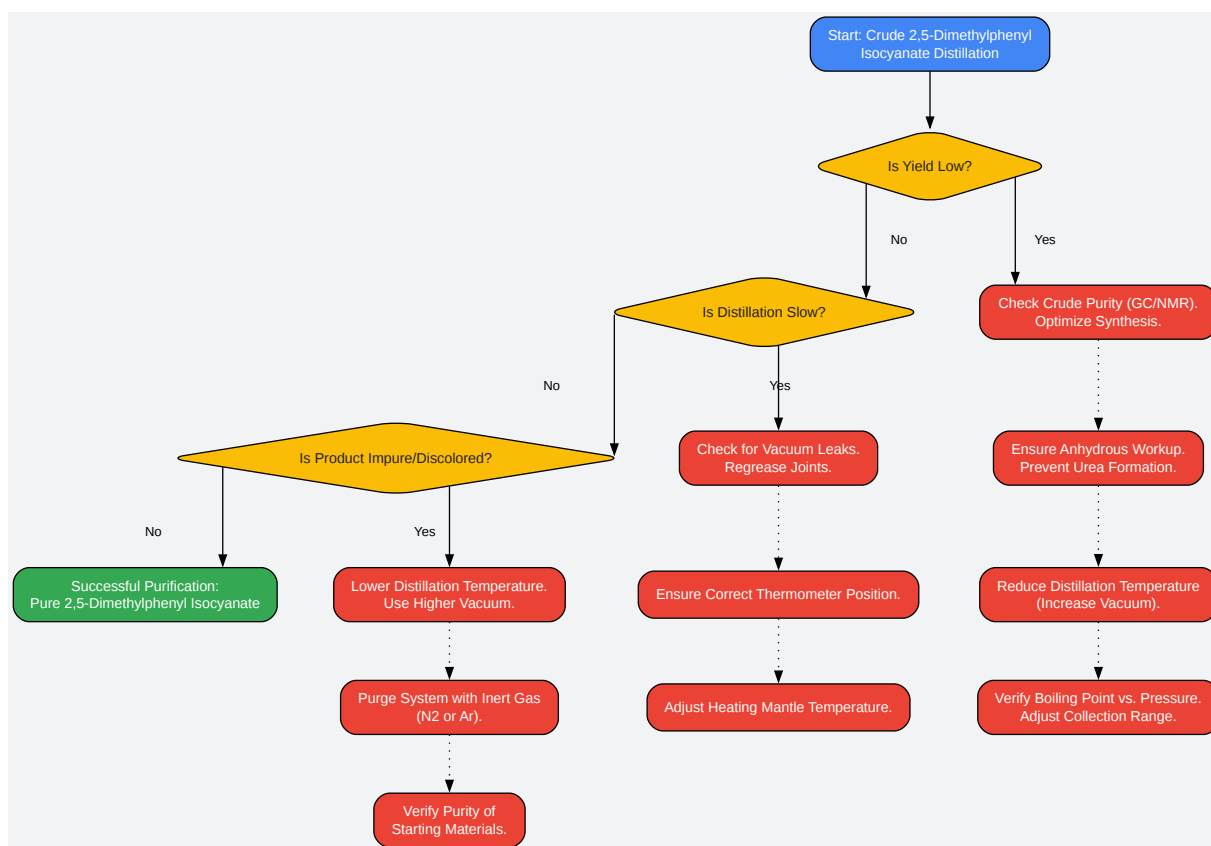 Start: Crude 2,5-Dimethylphenyl
Isocyanate Distillation
Is Yield Low?
No
Yes
Is Distillation Slow?
Check Crude Purity (GC/NMR).
Optimize Synthesis.
No
Yes
Is Product Impure/Discolored?
Check for Vacuum Leaks.
Regrease Joints.
Ensure Anhydrous Workup.
Prevent Urea Formation.
No
Yes
Successful Purification:
Pure 2,5-Dimethylphenyl Isocyanate
Lower Distillation Temperature.
Use Higher Vacuum.
Ensure Correct Thermometer Position.
Reduce Distillation Temperature
(Increase Vacuum).
Purge System with Inert Gas
(N2 or Ar).
Adjust Heating Mantle Temperature.
Verify Boiling Point vs. Pressure.
Adjust Collection Range.
Verify Purity of
Starting Materials.